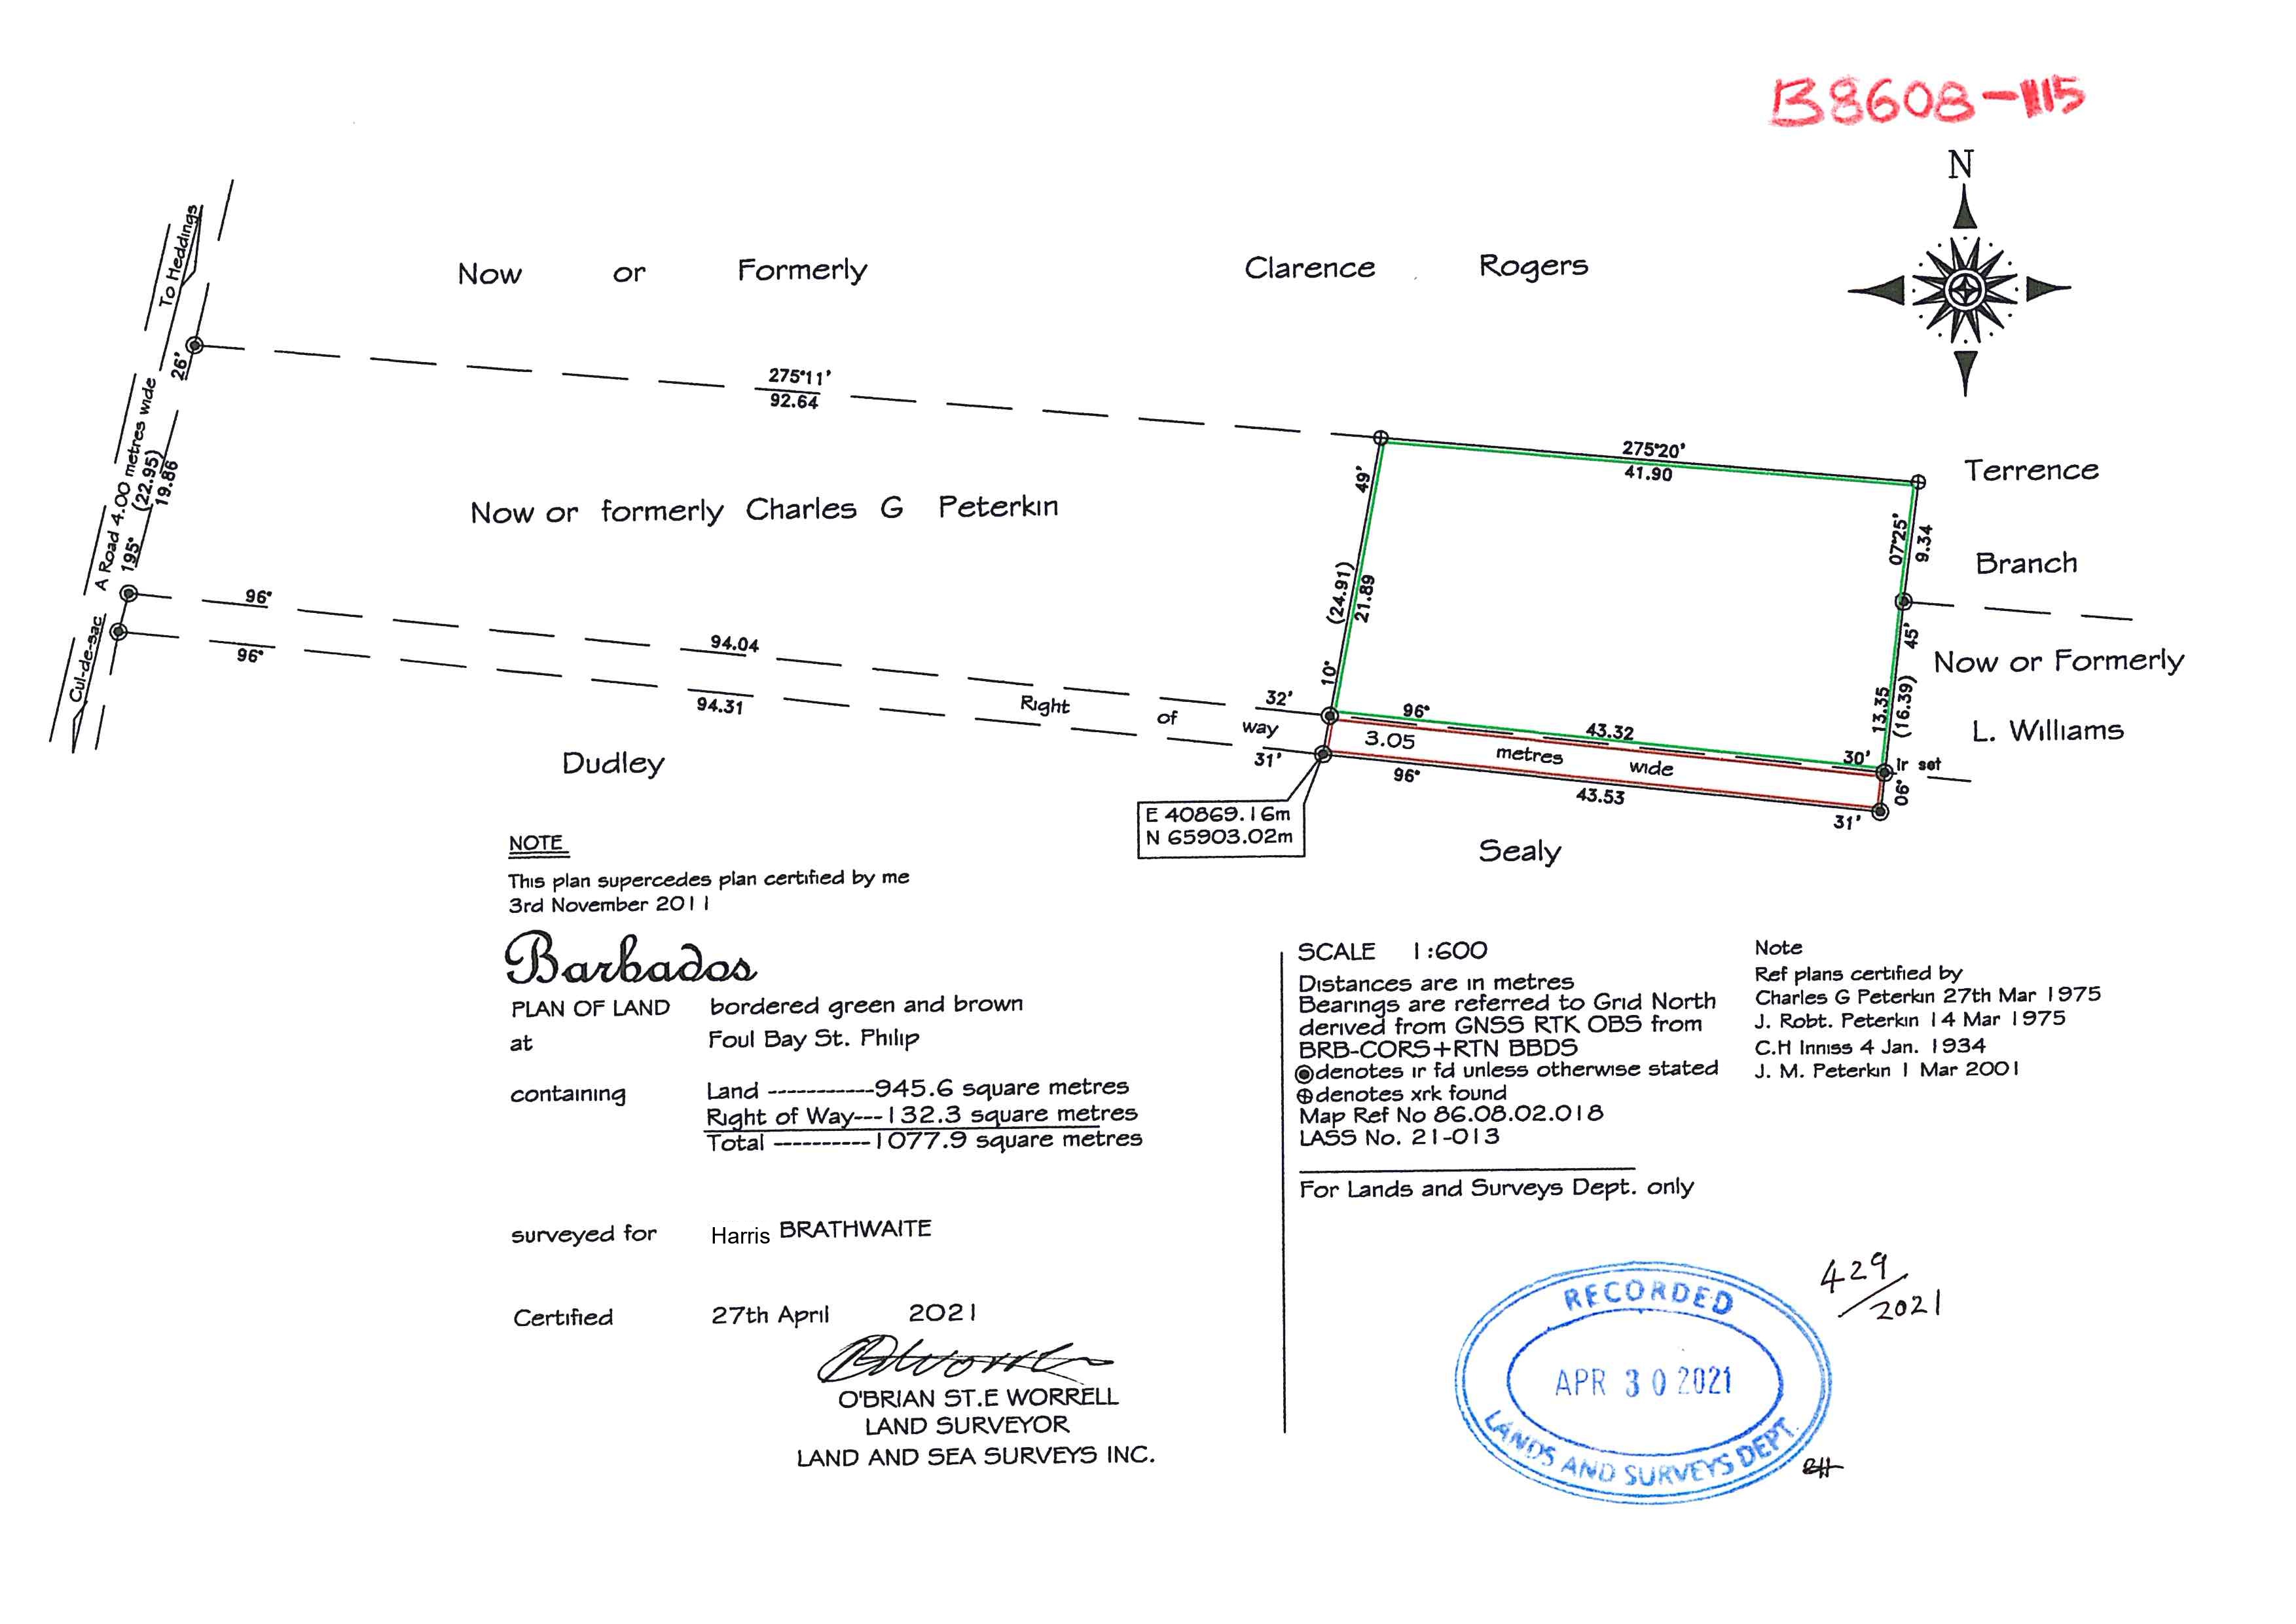 B8608-115
N
To Heddings
Now or Formerly Clarence Rogers
26'
275°11'
92.64
A Road 4.00 metres wide
(22.95)
19.86
195°
Cul-de-sac
Now or formerly Charles G Peterkin
49'
275°20'
41.90
Terrence
07°25'
9.34
Branch
(24.91)
21.89
10°
45'
Now or Formerly
13.35
(16.39)
L. Williams
96°
94.04
32'
96°
94.31
31'
Right of way
96°
43.32
30'
Ir set
3.05 metres wide
06°
96°
43.53
31'
Dudley
Sealy
E 40869.16m
N 65903.02m
NOTE
This plan supercedes plan certified by me
3rd November 2011
Barbados
PLAN OF LAND bordered green and brown
at Foul Bay St. Philip
containing Land ------------945.6 square metres
Right of Way---132.3 square metres
Total ----------1077.9 square metres
surveyed for Harris BRATHWAITE
Certified 27th April 2021
O'BRIAN ST.E WORRELL
LAND SURVEYOR
LAND AND SEA SURVEYS INC.
SCALE 1:600
Distances are in metres
Bearings are referred to Grid North
derived from GNSS RTK OBS from
BRB-CORS+RTN BBDS
denotes ir fd unless otherwise stated
denotes xrk found
Map Ref No 86.08.02.018
LASS No. 21-013
For Lands and Surveys Dept. only
Note
Ref plans certified by
Charles G Peterkin 27th Mar 1975
J. Robt. Peterkin 14 Mar 1975
C.H Inniss 4 Jan. 1934
J. M. Peterkin 1 Mar 2001
429/2021
RECORDED
APR 30 2021
LANDS AND SURVEYS DEPT.